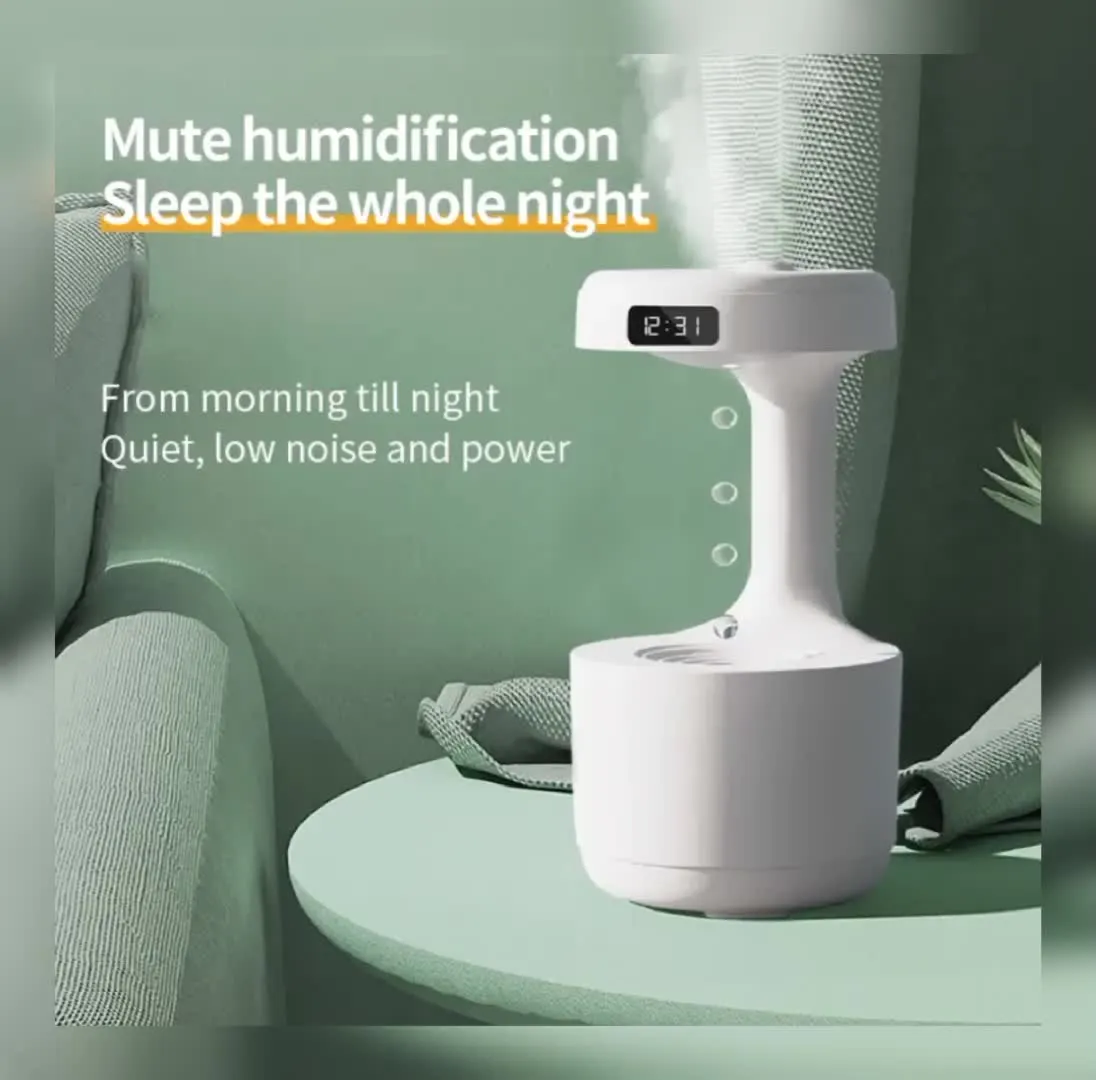 Mute humidification
Sleep the whole night
12:31
From morning till night
Quiet, low noise and power